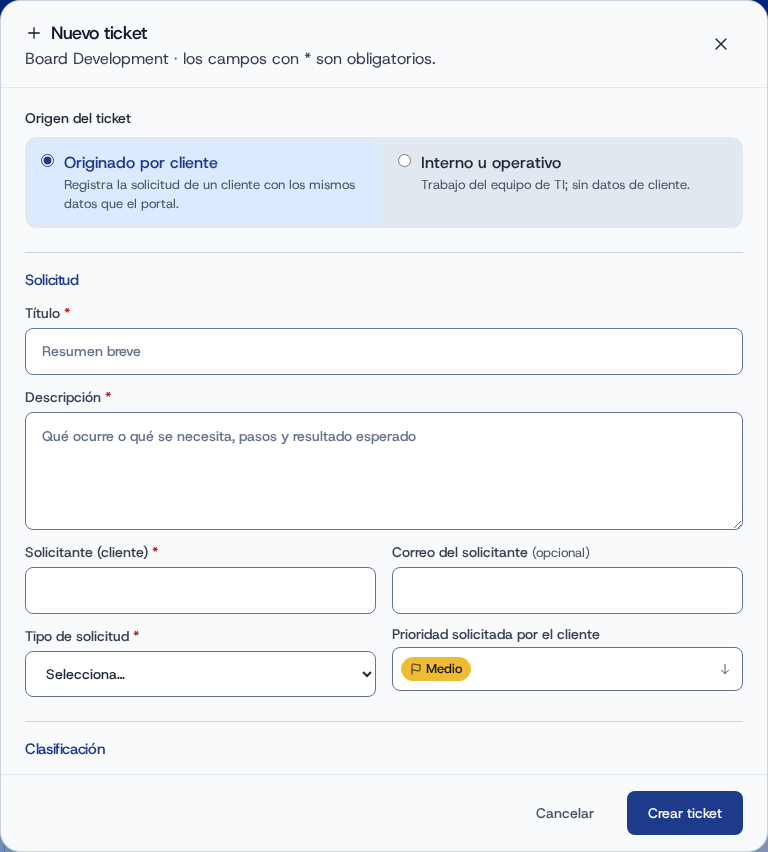 Nuevo ticket
Board Development · los campos con * son obligatorios.
Origen del ticket
Originado por cliente
Registra la solicitud de un cliente con los mismos
datos que el portal.
Interno u operativo
Trabajo del equipo de TI; sin datos de cliente.
Solicitud
Título *
Resumen breve
Descripción *
Qué ocurre o qué se necesita, pasos y resultado esperado
Solicitante (cliente) *
Correo del solicitante (opcional)
Tipo de solicitud *
Selecciona...
Prioridad solicitada por el cliente
Medio
Clasificación
Cancelar
Crear ticket